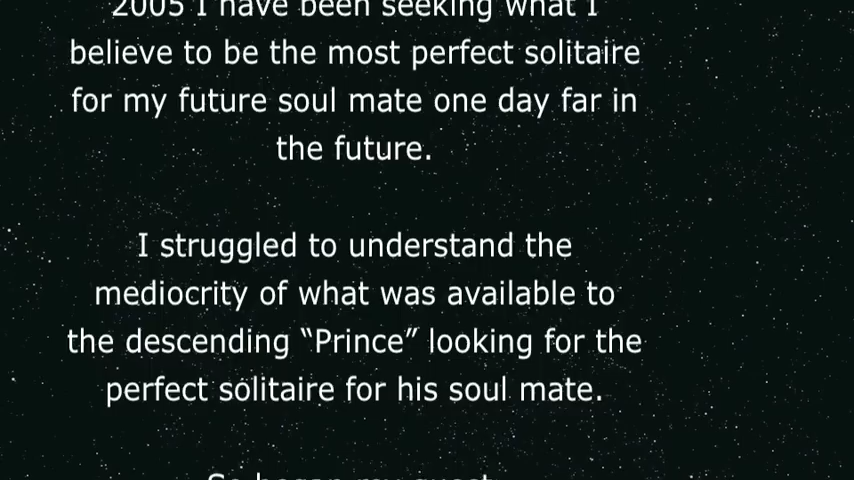 2005 I have been seeking what I
believe to be the most perfect solitaire
for my future soul mate one day far in
the future.
I struggled to understand the
mediocrity of what was available to
the descending “Prince” looking for the
perfect solitaire for his soul mate.
So began my quest